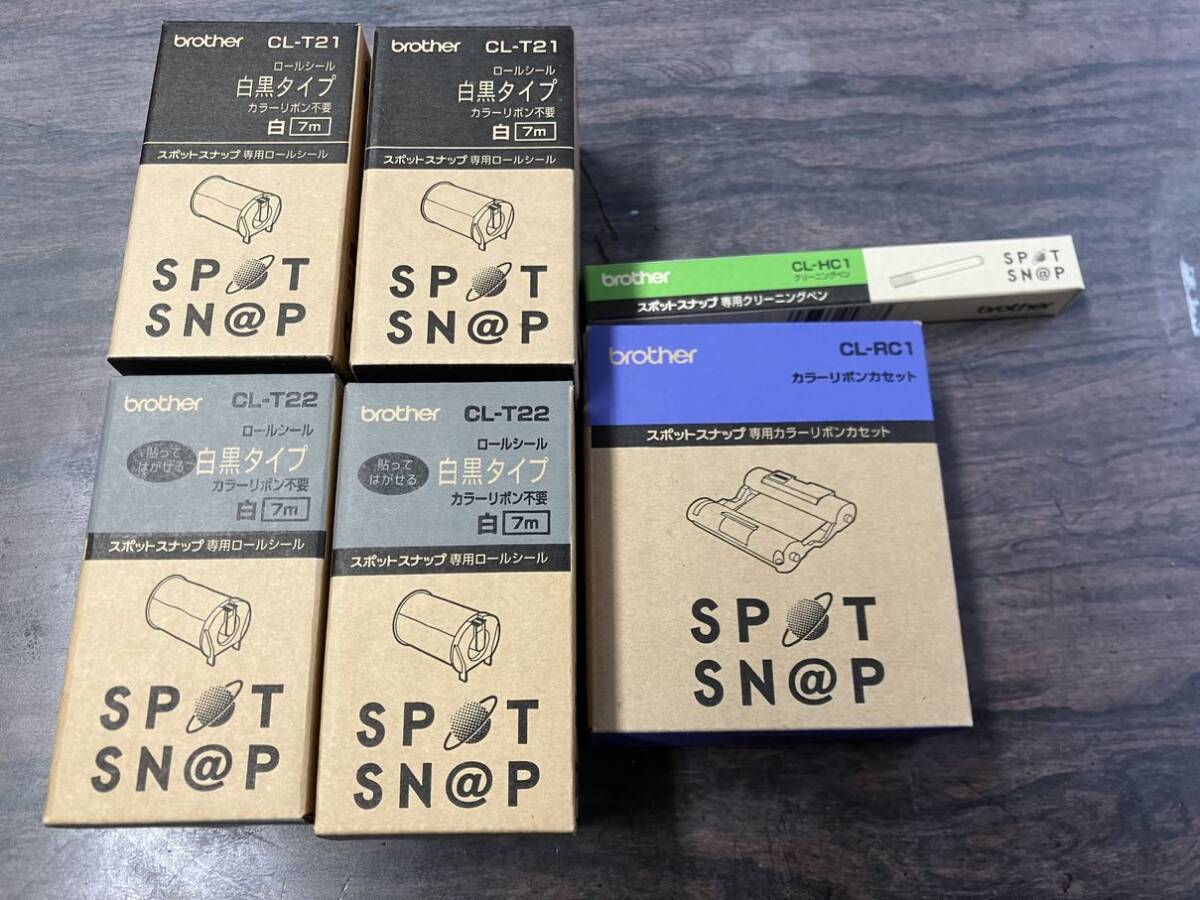 brother CL-T21
ロールシール
白黒タイプ
カラーリボン不要
白 7m
スポットスナップ 専用ロールシール
SPOT
SN@P
brother CL-T21
ロールシール
白黒タイプ
カラーリボン不要
白 7m
スポットスナップ 専用ロールシール
SPOT
SN@P
brother CL-HC1
クリーニングペン
スポットスナップ 専用クリーニングペン
SPOT
SN@P
brother
brother CL-T22
ロールシール
貼って
はがせる
白黒タイプ
カラーリボン不要
白 7m
スポットスナップ 専用ロールシール
SPOT
SN@P
brother CL-T22
ロールシール
貼って
はがせる
白黒タイプ
カラーリボン不要
白 7m
スポットスナップ 専用ロールシール
SPOT
SN@P
brother CL-RC1
カラーリボンカセット
スポットスナップ 専用カラーリボンカセット
SPOT
SN@P